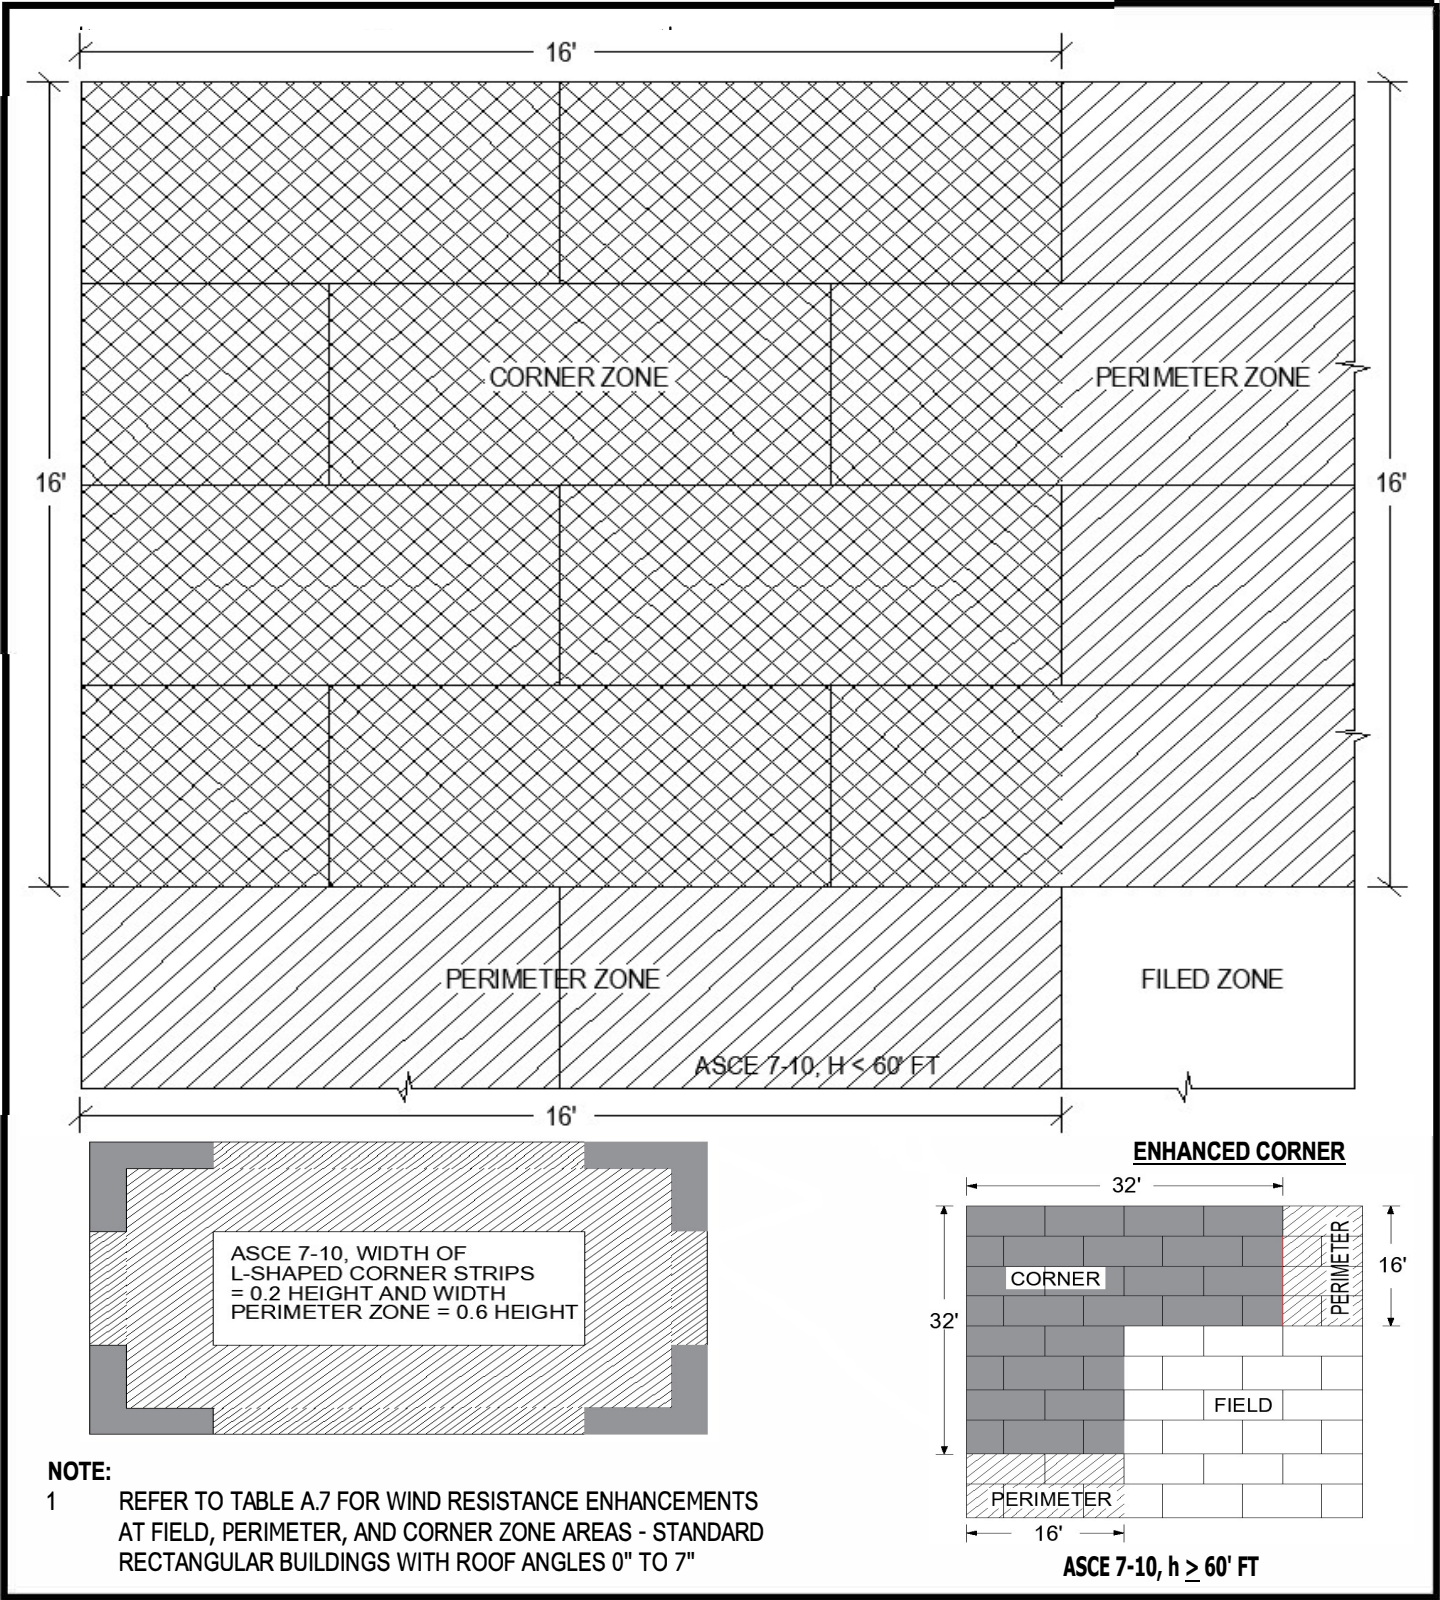 16'
CORNER ZONE
PERIMETER ZONE
16'
16'
PERIMETER ZONE
FILED ZONE
ASCE 7-10, H < 60' FT
16'
ASCE 7-10, WIDTH OF
L-SHAPED CORNER STRIPS
= 0.2 HEIGHT AND WIDTH
PERIMETER ZONE = 0.6 HEIGHT
ENHANCED CORNER
32'
PERIMETER
16'
CORNER
32'
FIELD
PERIMETER
16'
ASCE 7-10, h ≥ 60' FT
NOTE:
1 REFER TO TABLE A.7 FOR WIND RESISTANCE ENHANCEMENTS
AT FIELD, PERIMETER, AND CORNER ZONE AREAS - STANDARD
RECTANGULAR BUILDINGS WITH ROOF ANGLES 0" TO 7"